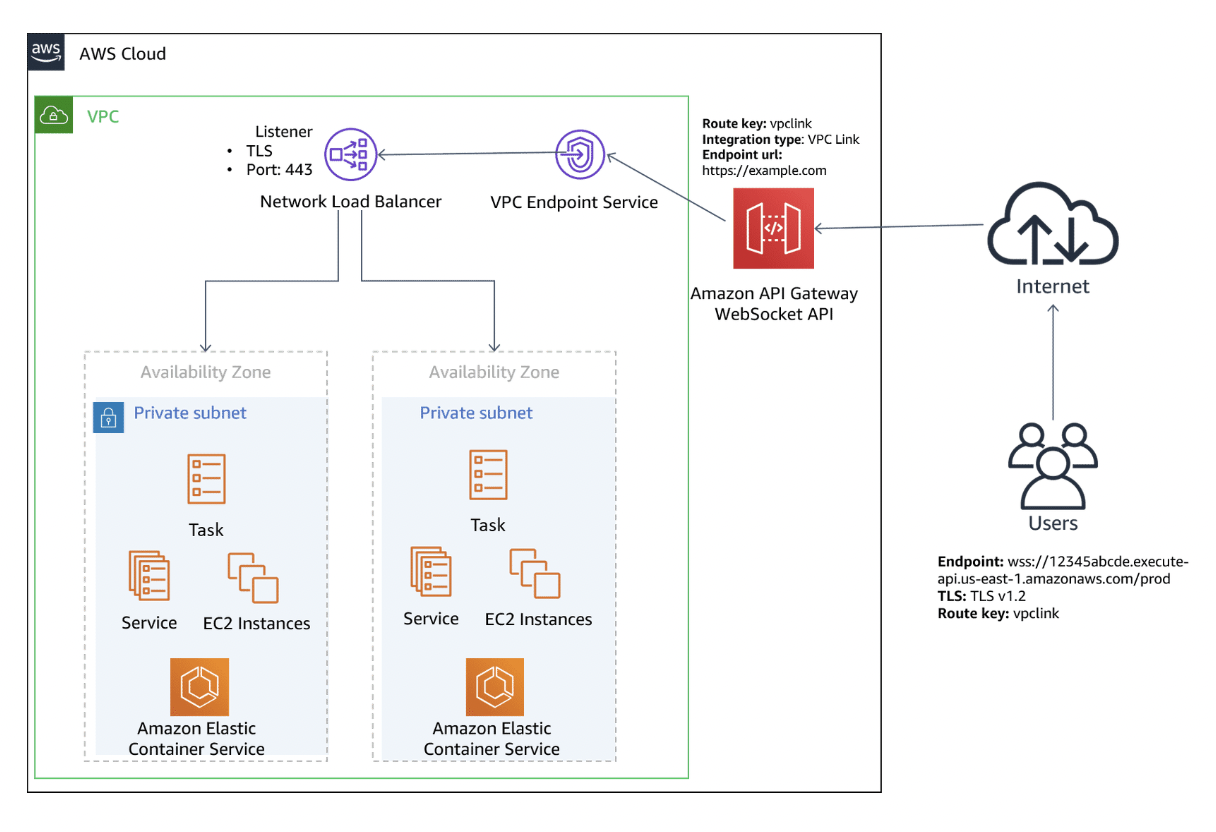 aws
AWS Cloud
VPC
Listener
• TLS
• Port: 443
Network Load Balancer
VPC Endpoint Service
Route key: vpclink
Integration type: VPC Link
Endpoint url:
https://example.com
Amazon API Gateway
WebSocket API
Internet
Users
Endpoint: wss://12345abcde.execute-
api.us-east-1.amazonaws.com/prod
TLS: TLS v1.2
Route key: vpclink
Availability Zone
Private subnet
Task
Service
EC2 Instances
Amazon Elastic
Container Service
Availability Zone
Private subnet
Task
Service
EC2 Instances
Amazon Elastic
Container Service